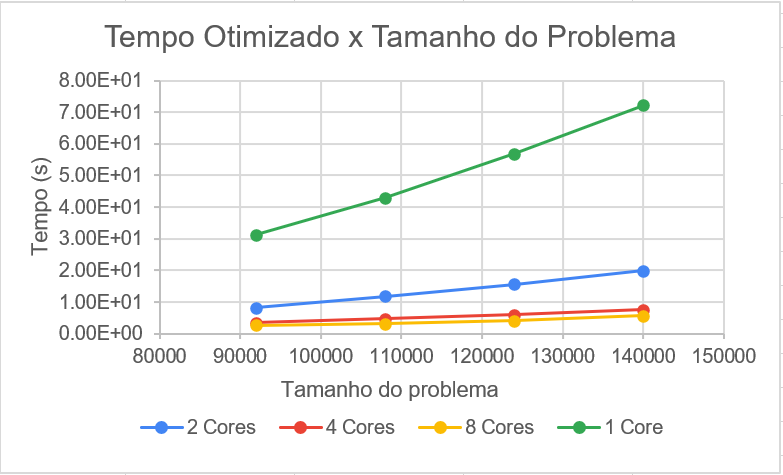 Tempo Otimizado x Tamanho do Problema
8.00E+01
7.00E+01
6.00E+01
5.00E+01
4.00E+01
3.00E+01
2.00E+01
1.00E+01
0.00E+00
Tempo (s)
80000 90000 100000 110000 120000 130000 140000 150000
Tamanho do problema
2 Cores 4 Cores 8 Cores 1 Core